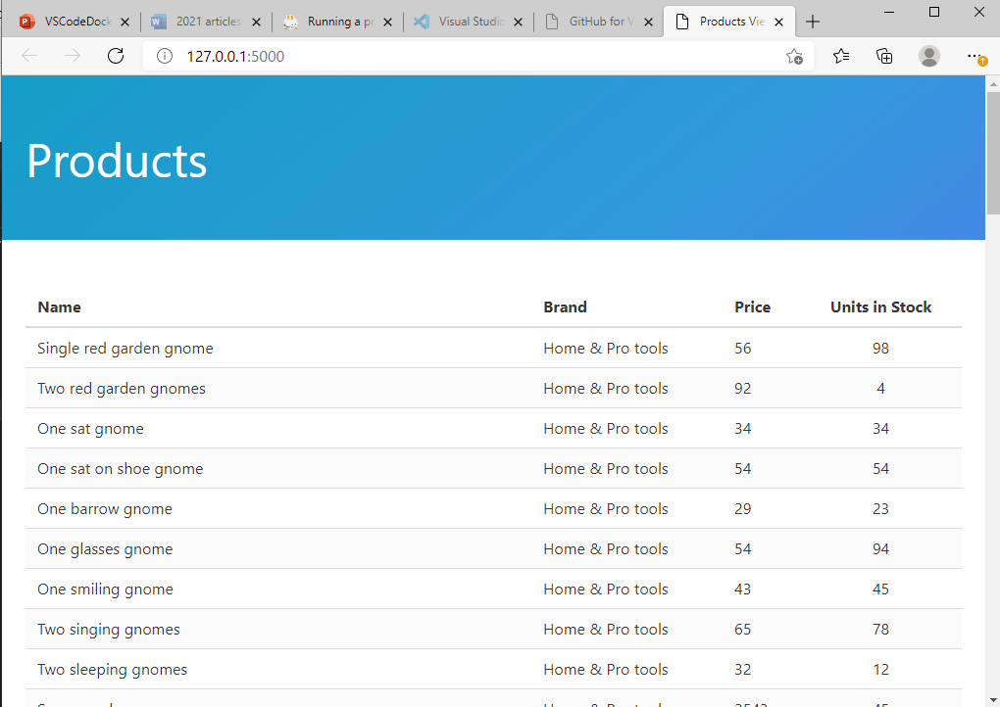 VSCodeDock 2021 articles Running a pr Visual Studio GitHub for V Products Vie
127.0.0.1:5000
Products
Name Brand Price Units in Stock
Single red garden gnome Home & Pro tools 56 98
Two red garden gnomes Home & Pro tools 92 4
One sat gnome Home & Pro tools 34 34
One sat on shoe gnome Home & Pro tools 54 54
One barrow gnome Home & Pro tools 29 23
One glasses gnome Home & Pro tools 54 94
One smiling gnome Home & Pro tools 43 45
Two singing gnomes Home & Pro tools 65 78
Two sleeping gnomes Home & Pro tools 32 12